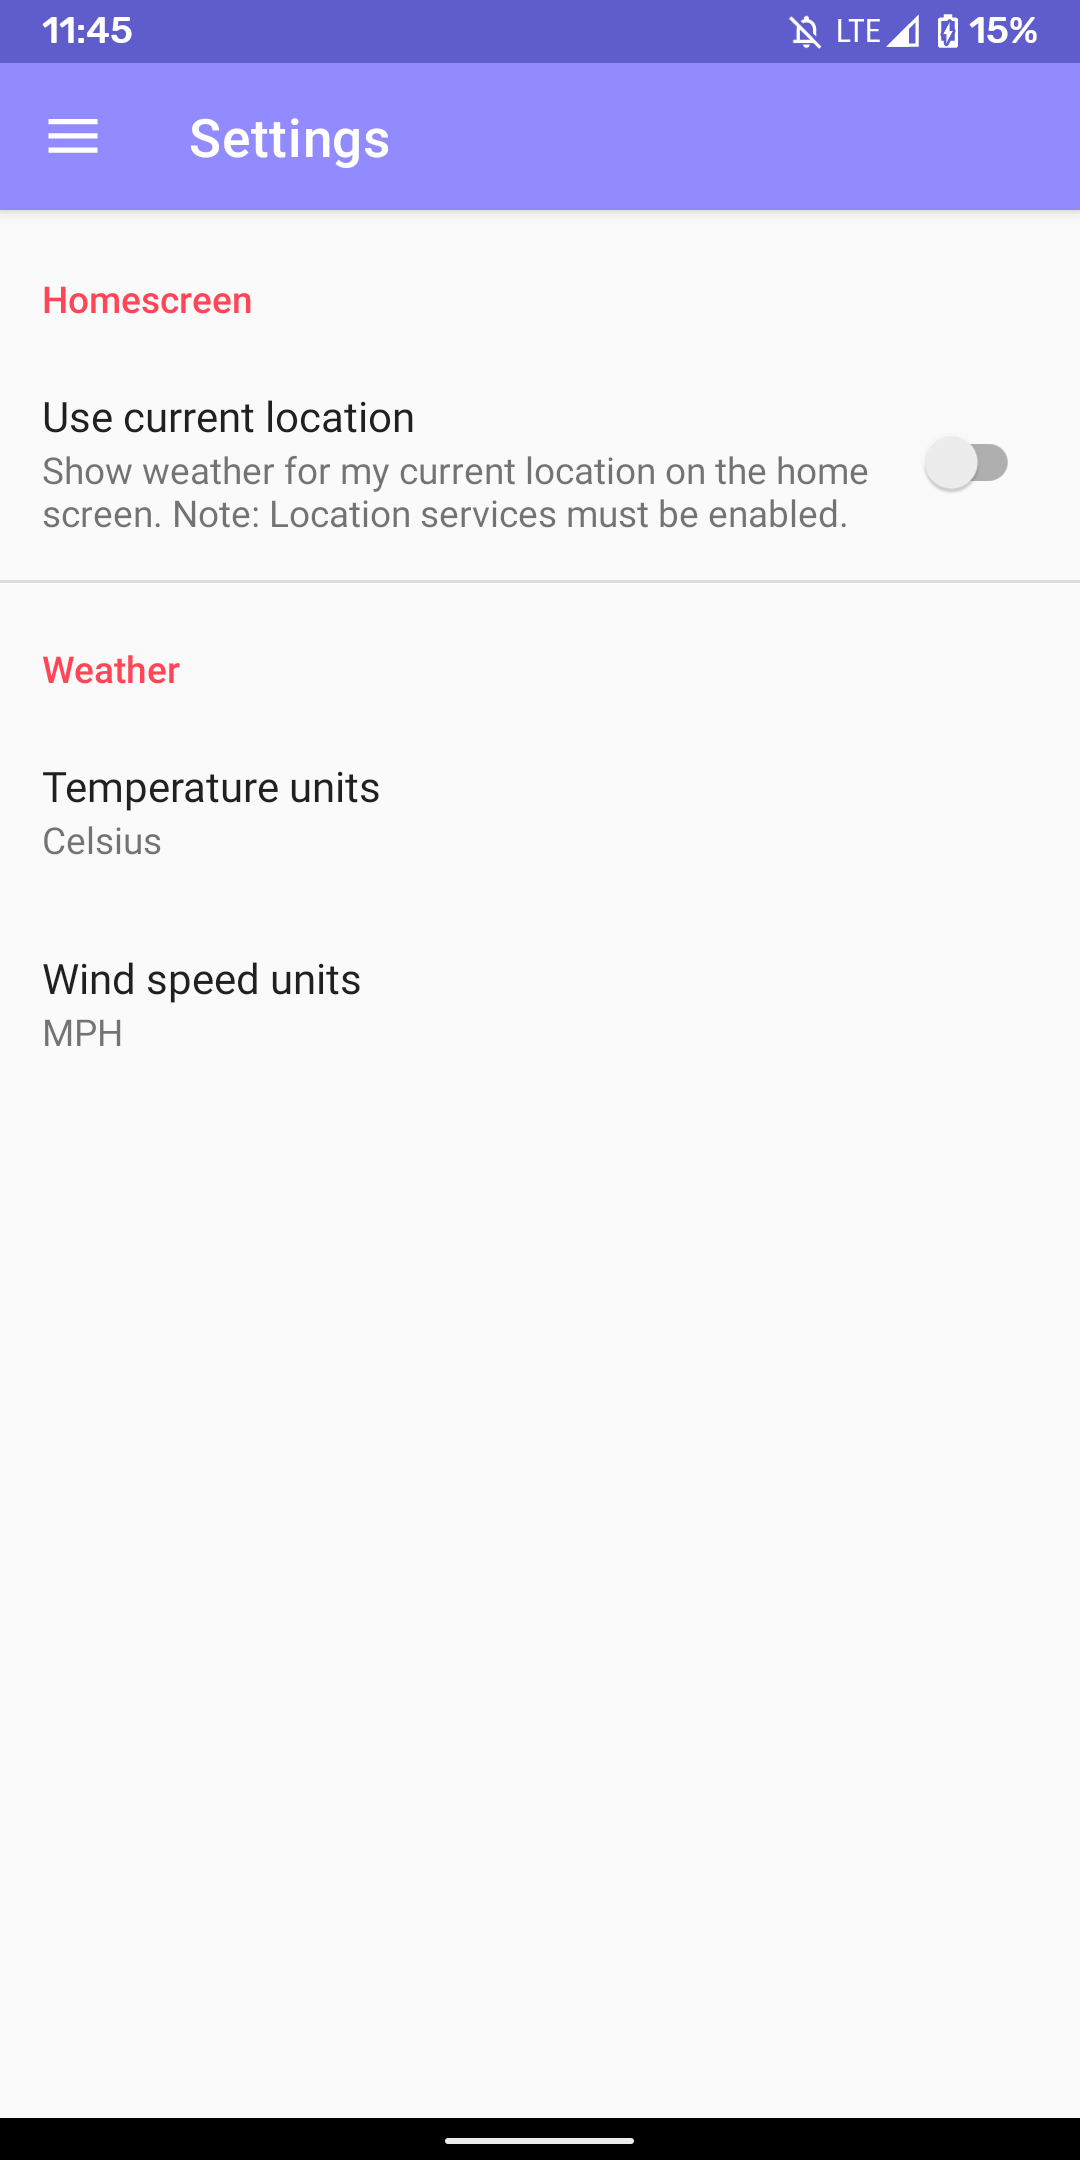 11:45 LTE 15%
Settings
Homescreen
Use current location
Show weather for my current location on the home
screen. Note: Location services must be enabled.
Weather
Temperature units
Celsius
Wind speed units
MPH